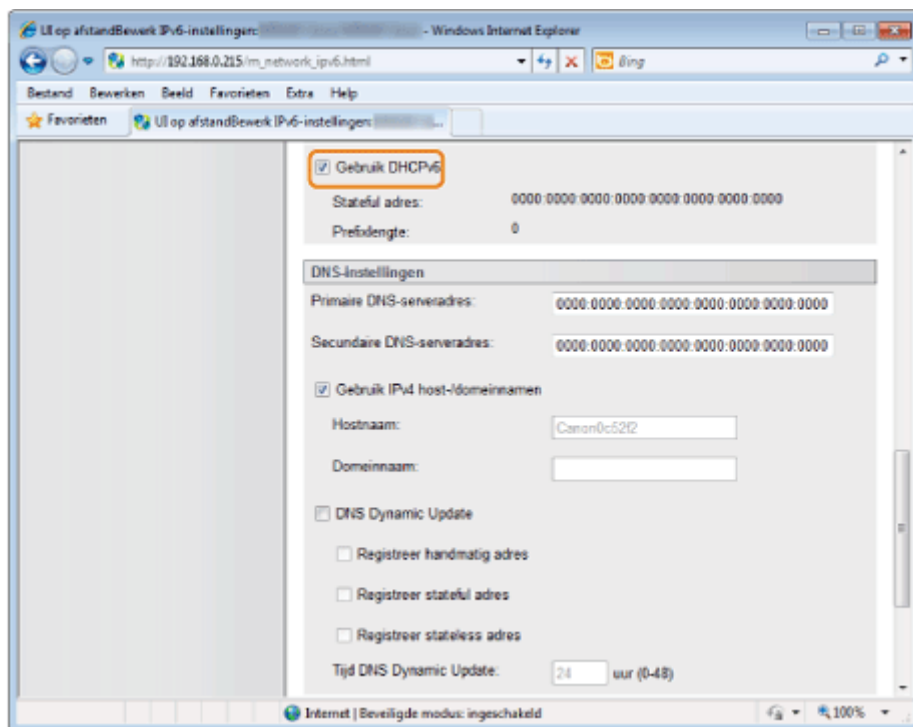 UI op afstandBewerk IPv6-instellingen: - Windows Internet Explorer
http://192.168.0.215/m_network_ipv6.html
Bing
Bestand Bewerken Beeld Favorieten Extra Help
Favorieten UI op afstandBewerk IPv6-instellingen: ...
Gebruik DHCPv6
Stateful adres: 0000:0000:0000:0000:0000:0000:0000:0000
Prefixlengte: 0
DNS-instellingen
Primaire DNS-serveradres: 0000:0000:0000:0000:0000:0000:0000:0000
Secundaire DNS-serveradres: 0000:0000:0000:0000:0000:0000:0000:0000
Gebruik IPv4 host-/domeinnamen
Hostnaam: Canon0c52f2
Domeinnaam:
DNS Dynamic Update
Registreer handmatig adres
Registreer stateful adres
Registreer stateless adres
Tijd DNS Dynamic Update: 24 uur (0-48)
Internet | Beveiligde modus: ingeschakeld 100%